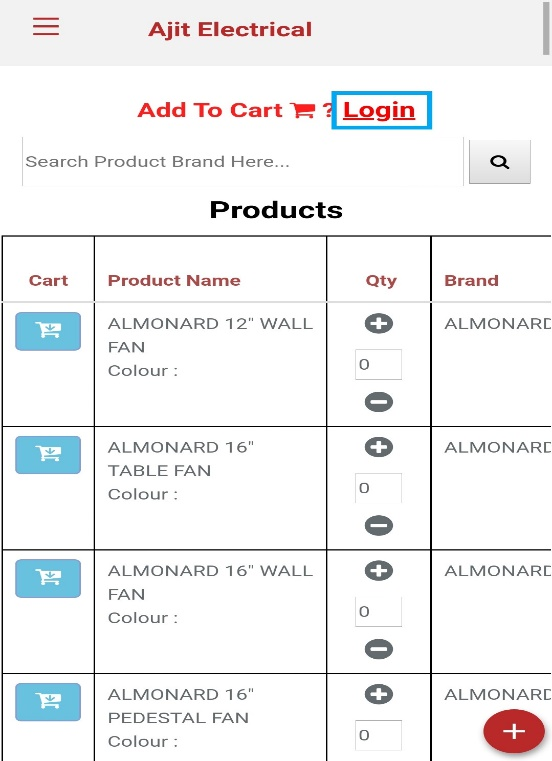 Ajit Electrical
Add To Cart ? Login
Search Product Brand Here...
Products
Cart Product Name Qty Brand
ALMONARD 12" WALL FAN
Colour :
0
ALMONARD
ALMONARD 16" TABLE FAN
Colour :
0
ALMONARD
ALMONARD 16" WALL FAN
Colour :
0
ALMONARD
ALMONARD 16" PEDESTAL FAN
Colour :
0
ALMONARD